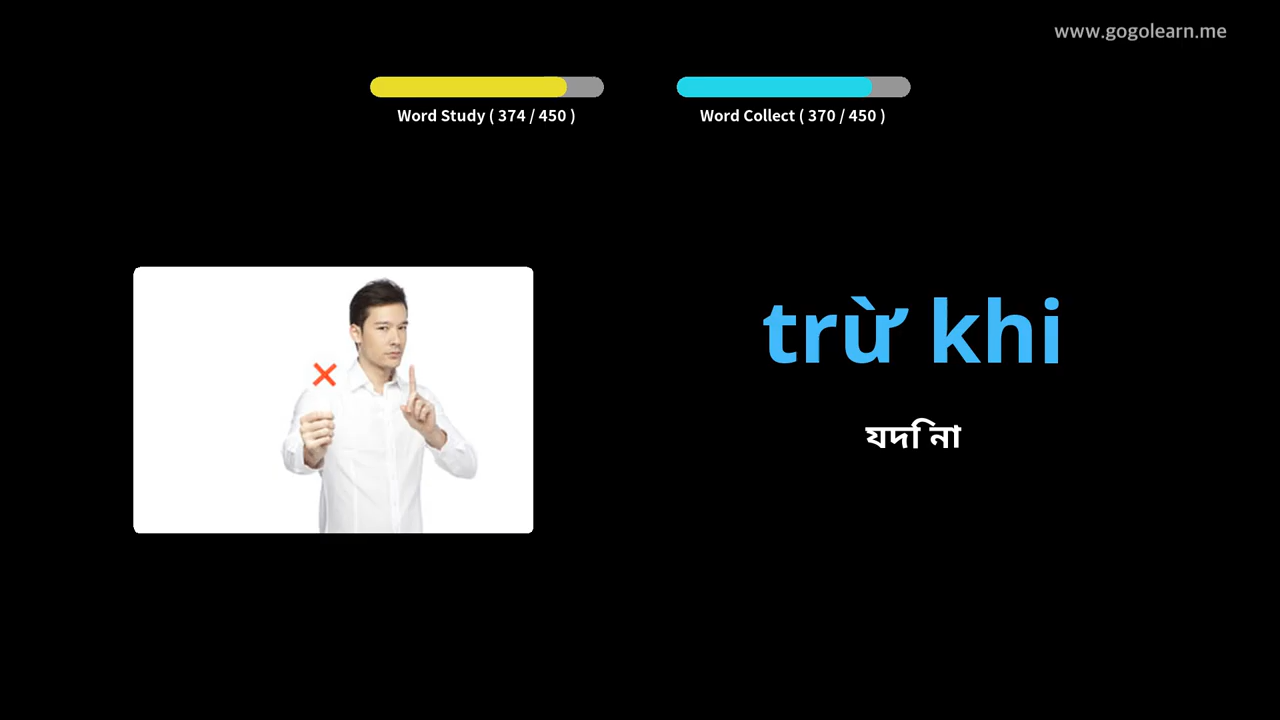 www.gogolearn.me
Word Study ( 374 / 450 )
Word Collect ( 370 / 450 )
trừ khi
যদি না